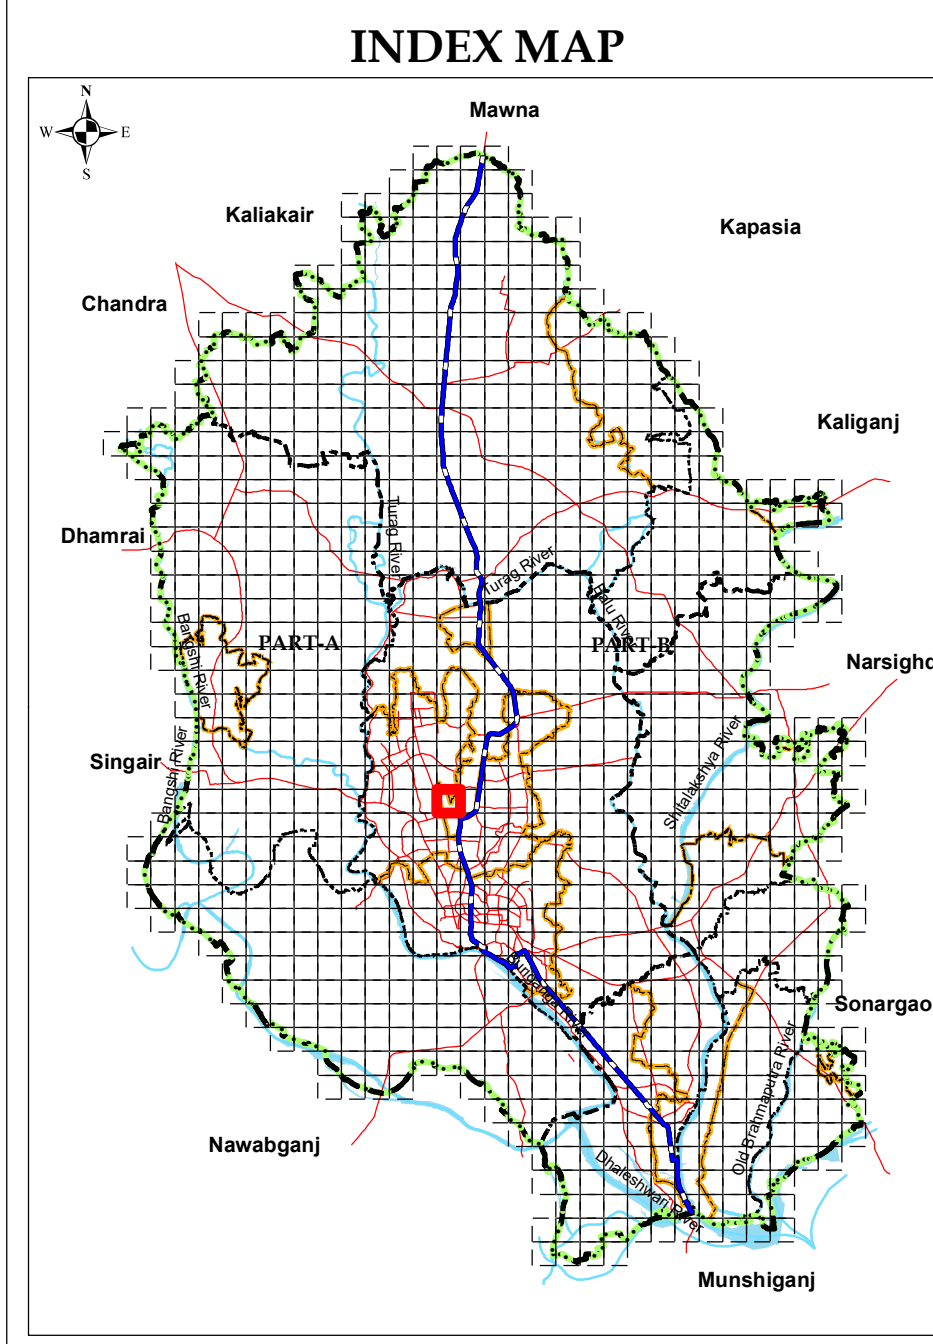 INDEX MAP
N
W E
S
Mawna
Kaliakair
Kapasia
Chandra
Kaliganj
Dhamrai
Turag River
Turag River
Balu River
Bangshi River
PART-A
PART-B
Narsighd
Shitalakshya River
Bangshi River
Singair
Buriganga River
Sonargao
Old Brahmaputra River
Nawabganj
Dhaleshwari River
Munshiganj